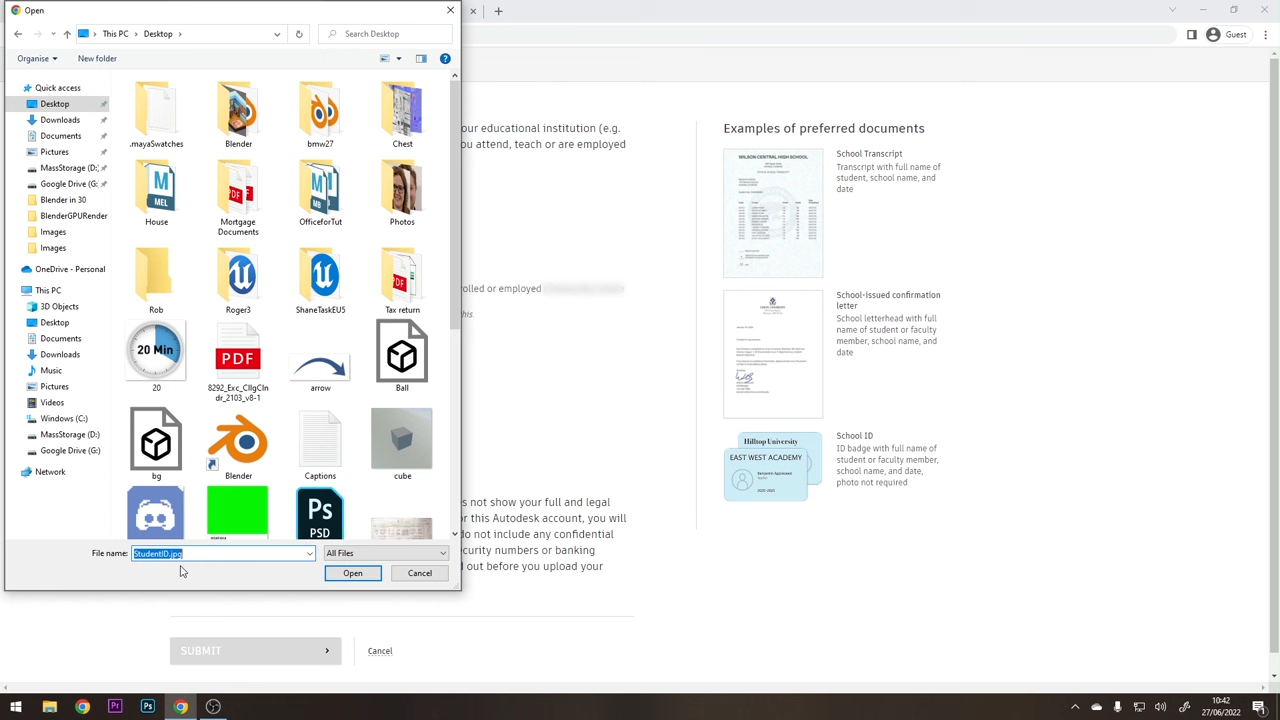 Open
This PC
Desktop
Search Desktop
Guest
Organise
New folder
Quick access
Desktop
Downloads
Documents
Pictures
MassStorage (D:)
Google Drive (G:
Blender in 30
OneDrive - Personal
This PC
3D Objects
Desktop
Documents
Downloads
Music
Pictures
Videos
Windows (C:)
MassStorage (D:)
Google Drive (G:)
Network
.mayaSwatches
Blender
bmw27
Chest
House
Mortgage
Documents
OfficeforTut
Photos
Rob
Roger3
ShaneTaskEU5
Tax return
20 Min
PDF
20
8292_Exc_CllgCln
dr_2103_v8-1
arrow
Ball
bg
Blender
Captions
cube
Ps
PSD
File name:
StudentID.jpg
All Files
Open
Cancel
our educational institution (e.g.
you attend, teach or are employed
rolled or employed
this.
es not show your full and legal
or this Autodesk account, you will
do not include any confidential
ecurity numbers or banking
d out before you upload your
SUBMIT
Cancel
Examples of preferred documents
WILSON CENTRAL HIGH SCHOOL
School Transcript
Transcript with full name of
student, school name, and
date
School-issued confirmation
letter
School letterhead with full
name of student or faculty
member, school name, and
date
Hilltop University
EAST WEST ACADEMY
School ID
ID badge with full name of
student or faculty member,
school name, and date,
photo not required
10:42
27/06/2022